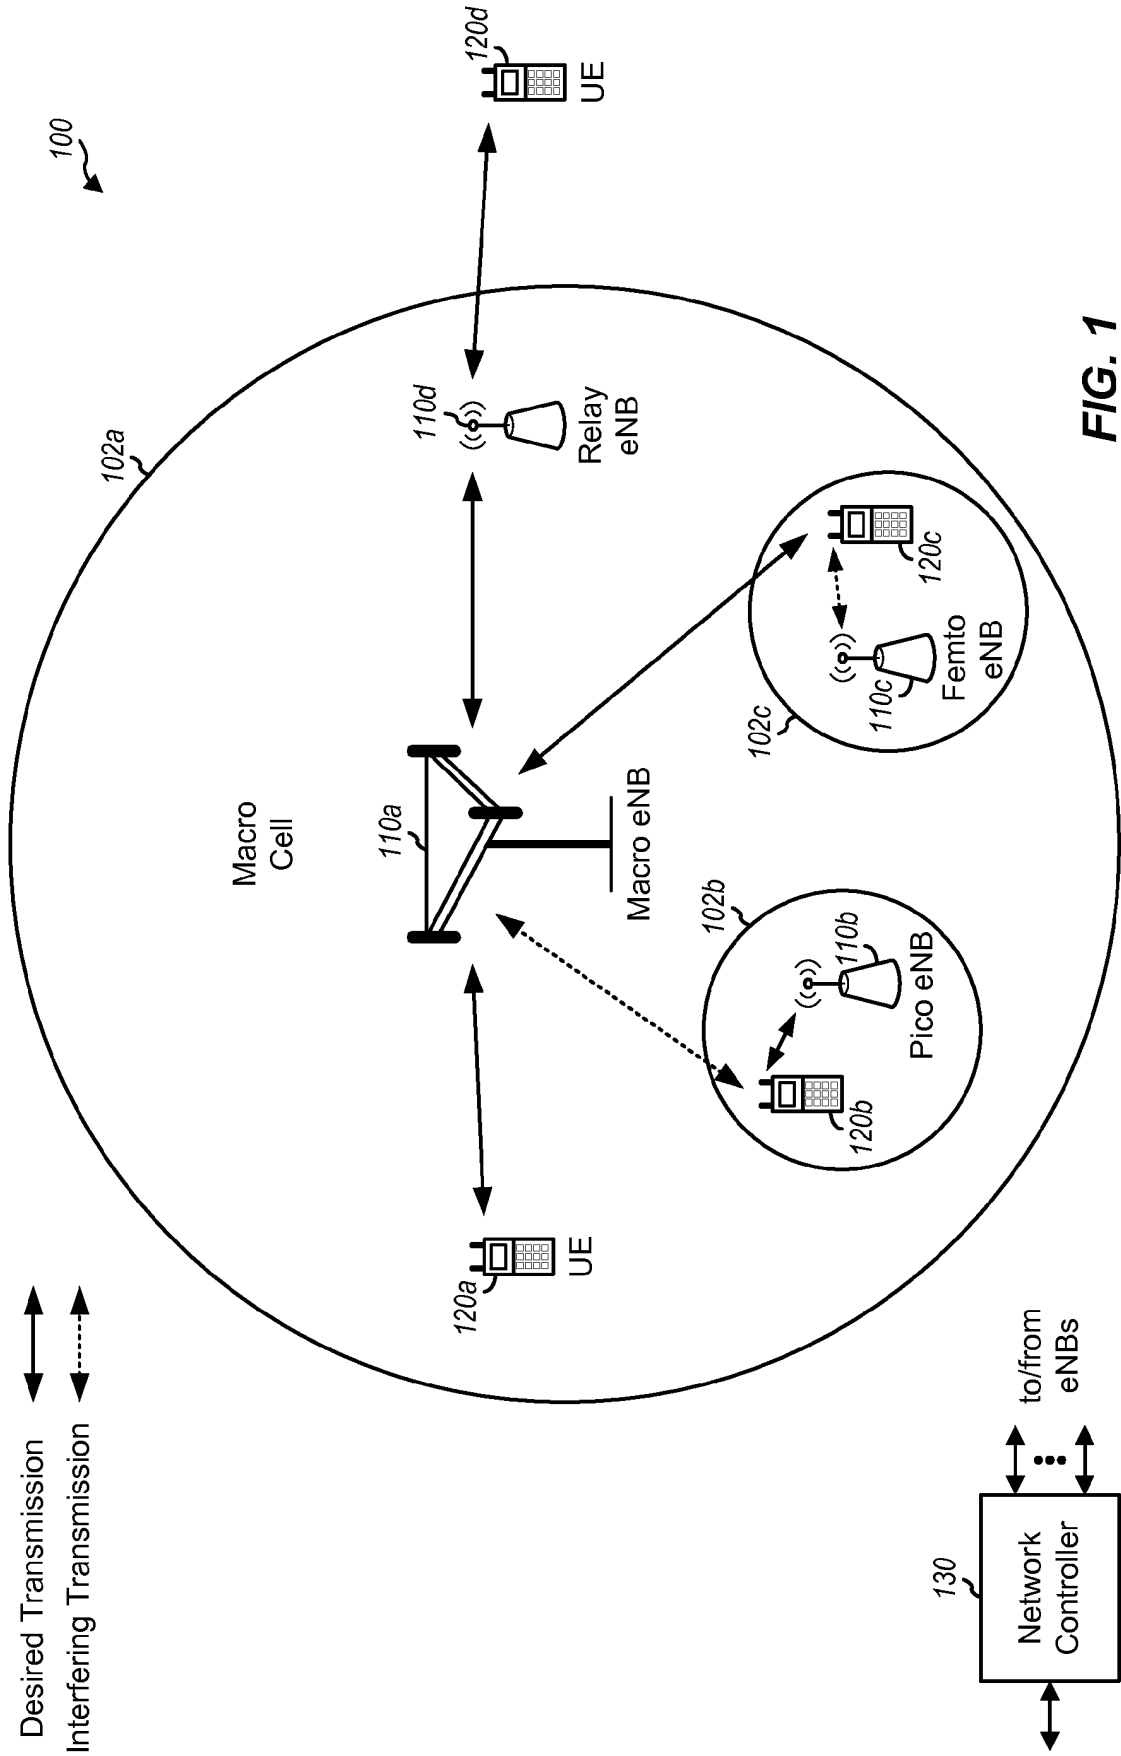 Desired Transmission
Interfering Transmission
100
102a
Macro
Cell
110a
Macro eNB
120a
UE
110d
Relay
eNB
120d
UE
102b
110b
Pico eNB
120b
102c
110c
Femto
eNB
120c
130
Network
Controller
to/from
eNBs
FIG. 1